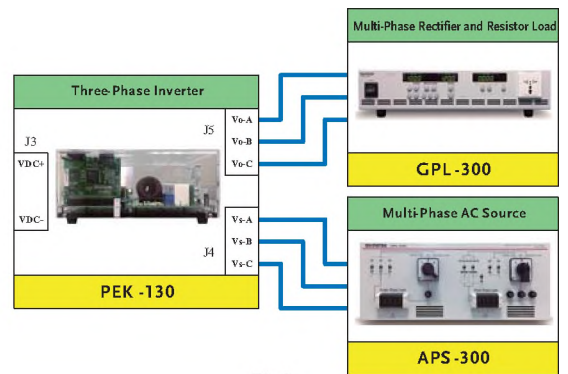 Multi-Phase Rectifier and Resistor Load
GPL-300
Three-Phase Inverter
J3
VDC+
VDC-
J5
Vo-A
Vo-B
Vo-C
J4
Vs-A
Vs-B
Vs-C
PEK -130
Multi-Phase AC Source
APS -300